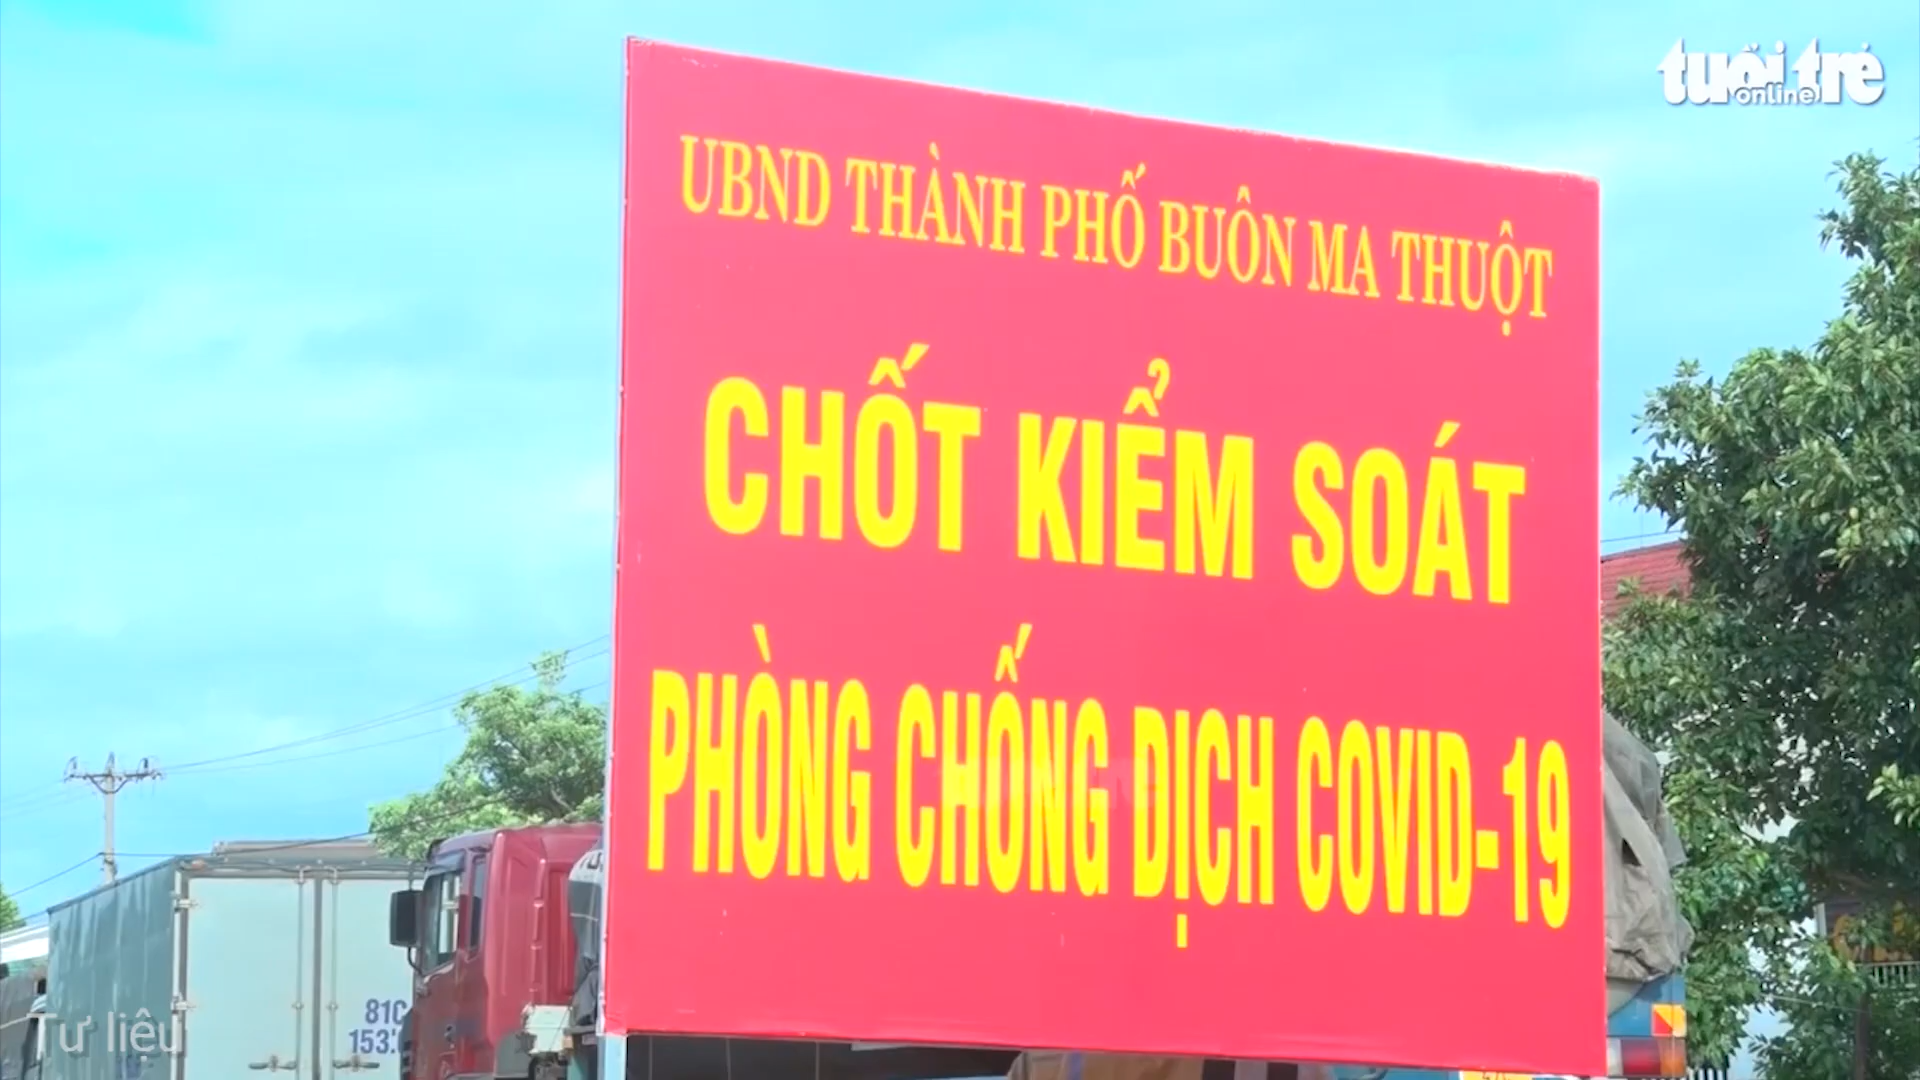 tuổi trẻ
online
UBND THÀNH PHỐ BUÔN MA THUỘT
CHỐT KIỂM SOÁT
PHÒNG CHỐNG DỊCH COVID-19
81C
Tư liệu